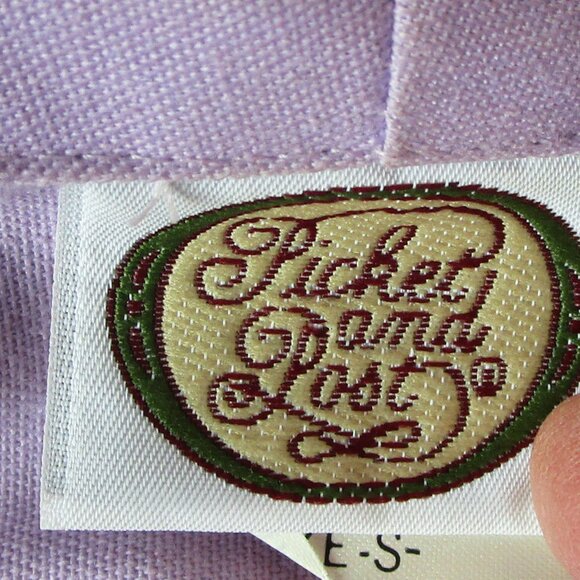 Picket
and
Post ®
E -S-